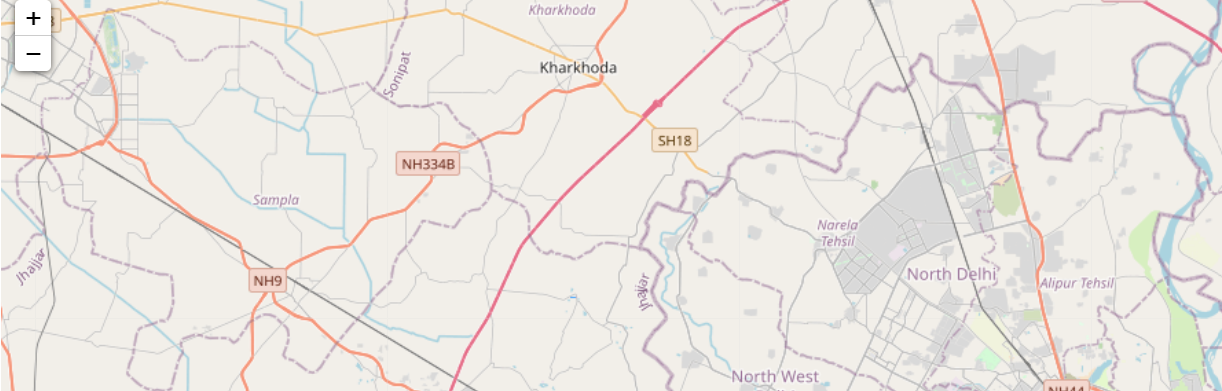 +
−
Kharkhoda
Sonipat
Kharkhoda
SH18
NH334B
Sampla
Narela
Tehsil
Jhajjar
Jhajjar
North Delhi
NH9
Alipur Tehsil
North West
NH44